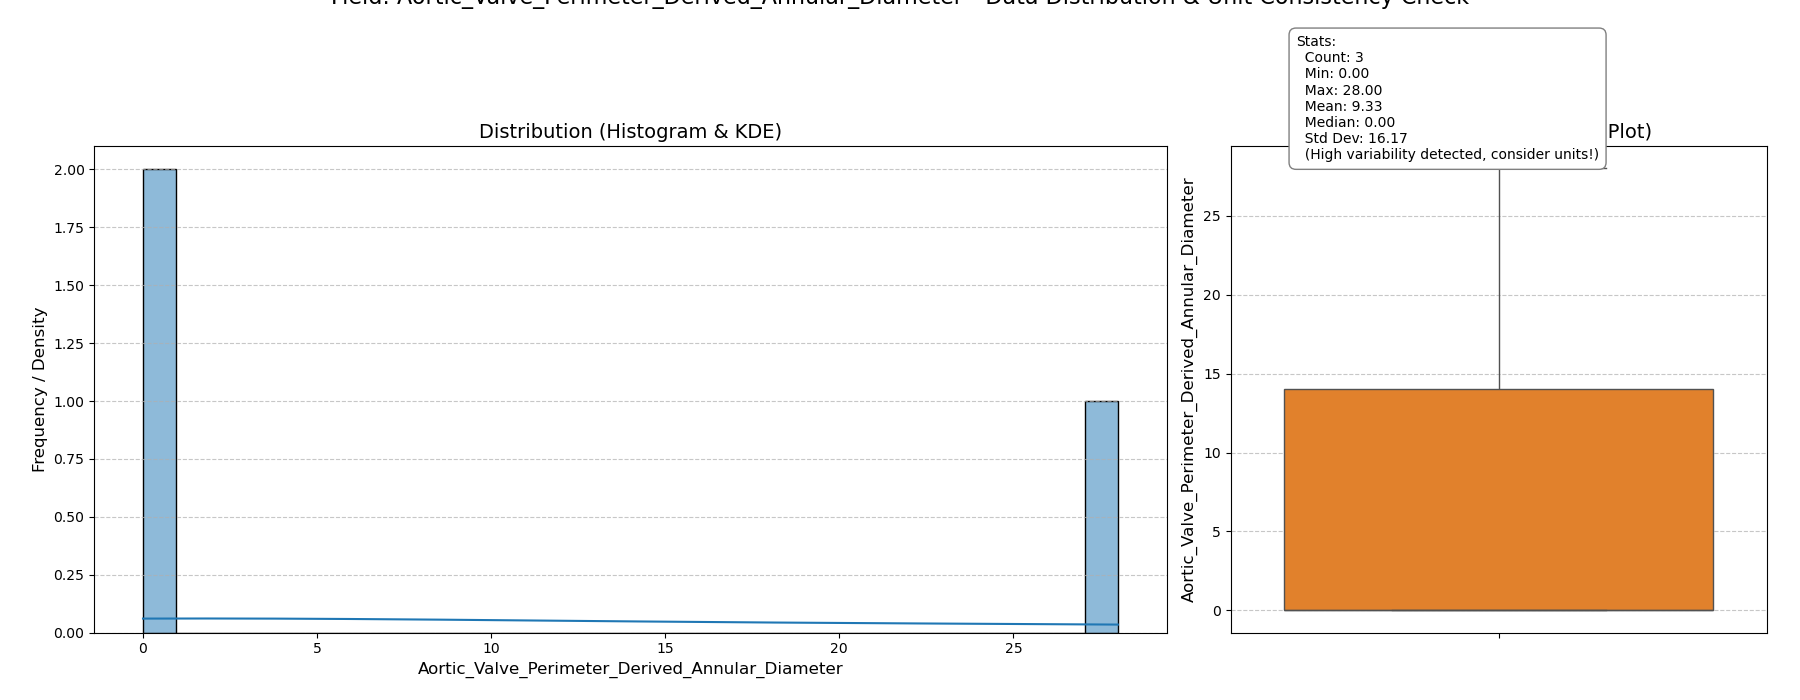 Field: Aortic_Valve_Perimeter_Derived_Annular_Diameter - Data Distribution & Unit Consistency Check
Stats:
Count: 3
Min: 0.00
Max: 28.00
Mean: 9.33
Median: 0.00
Std Dev: 16.17
(High variability detected, consider units!)
Distribution (Histogram & KDE)
Plot)
Frequency / Density
2.00
1.75
1.50
1.25
1.00
0.75
0.50
0.25
0.00
0
5
10
15
20
25
Aortic_Valve_Perimeter_Derived_Annular_Diameter
Aortic_Valve_Perimeter_Derived_Annular_Diameter
25
20
15
10
5
0